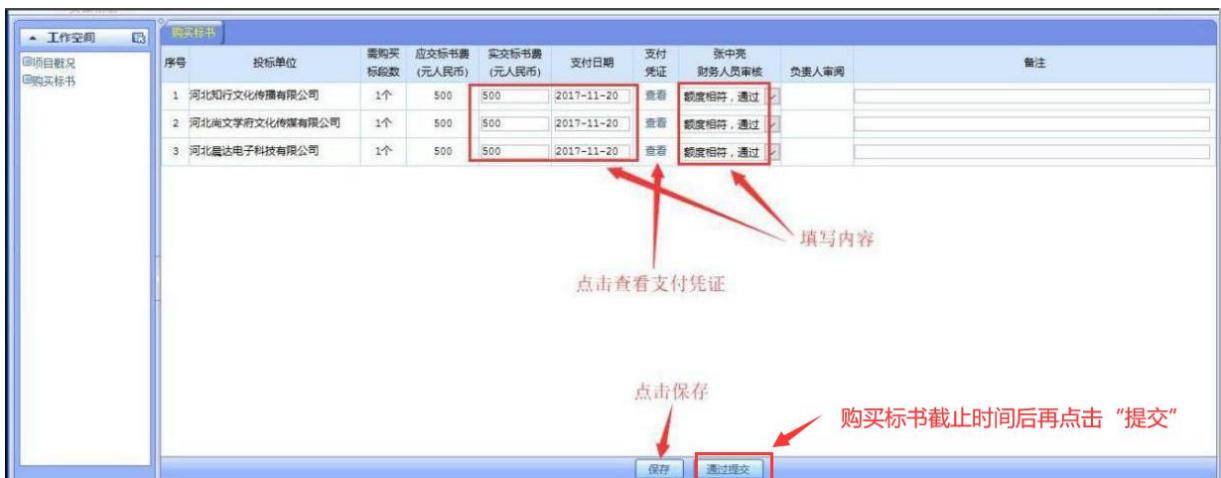 工作空间
项目概况
购买标书
购买标书
序号 投标单位 需购买标段数 应交标书费(元人民币) 实交标书费(元人民币) 支付日期 支付凭证 张中亮财务人员审核 负责人审阅 备注
1 河北知行文化传播有限公司 1个 500 500 2017-11-20 查看 额度相符，通过
2 河北尚文学府文化传媒有限公司 1个 500 500 2017-11-20 查看 额度相符，通过
3 河北晨达电子科技有限公司 1个 500 500 2017-11-20 查看 额度相符，通过
填写内容
点击查看支付凭证
点击保存
购买标书截止时间后再点击“提交”
保存 通过提交